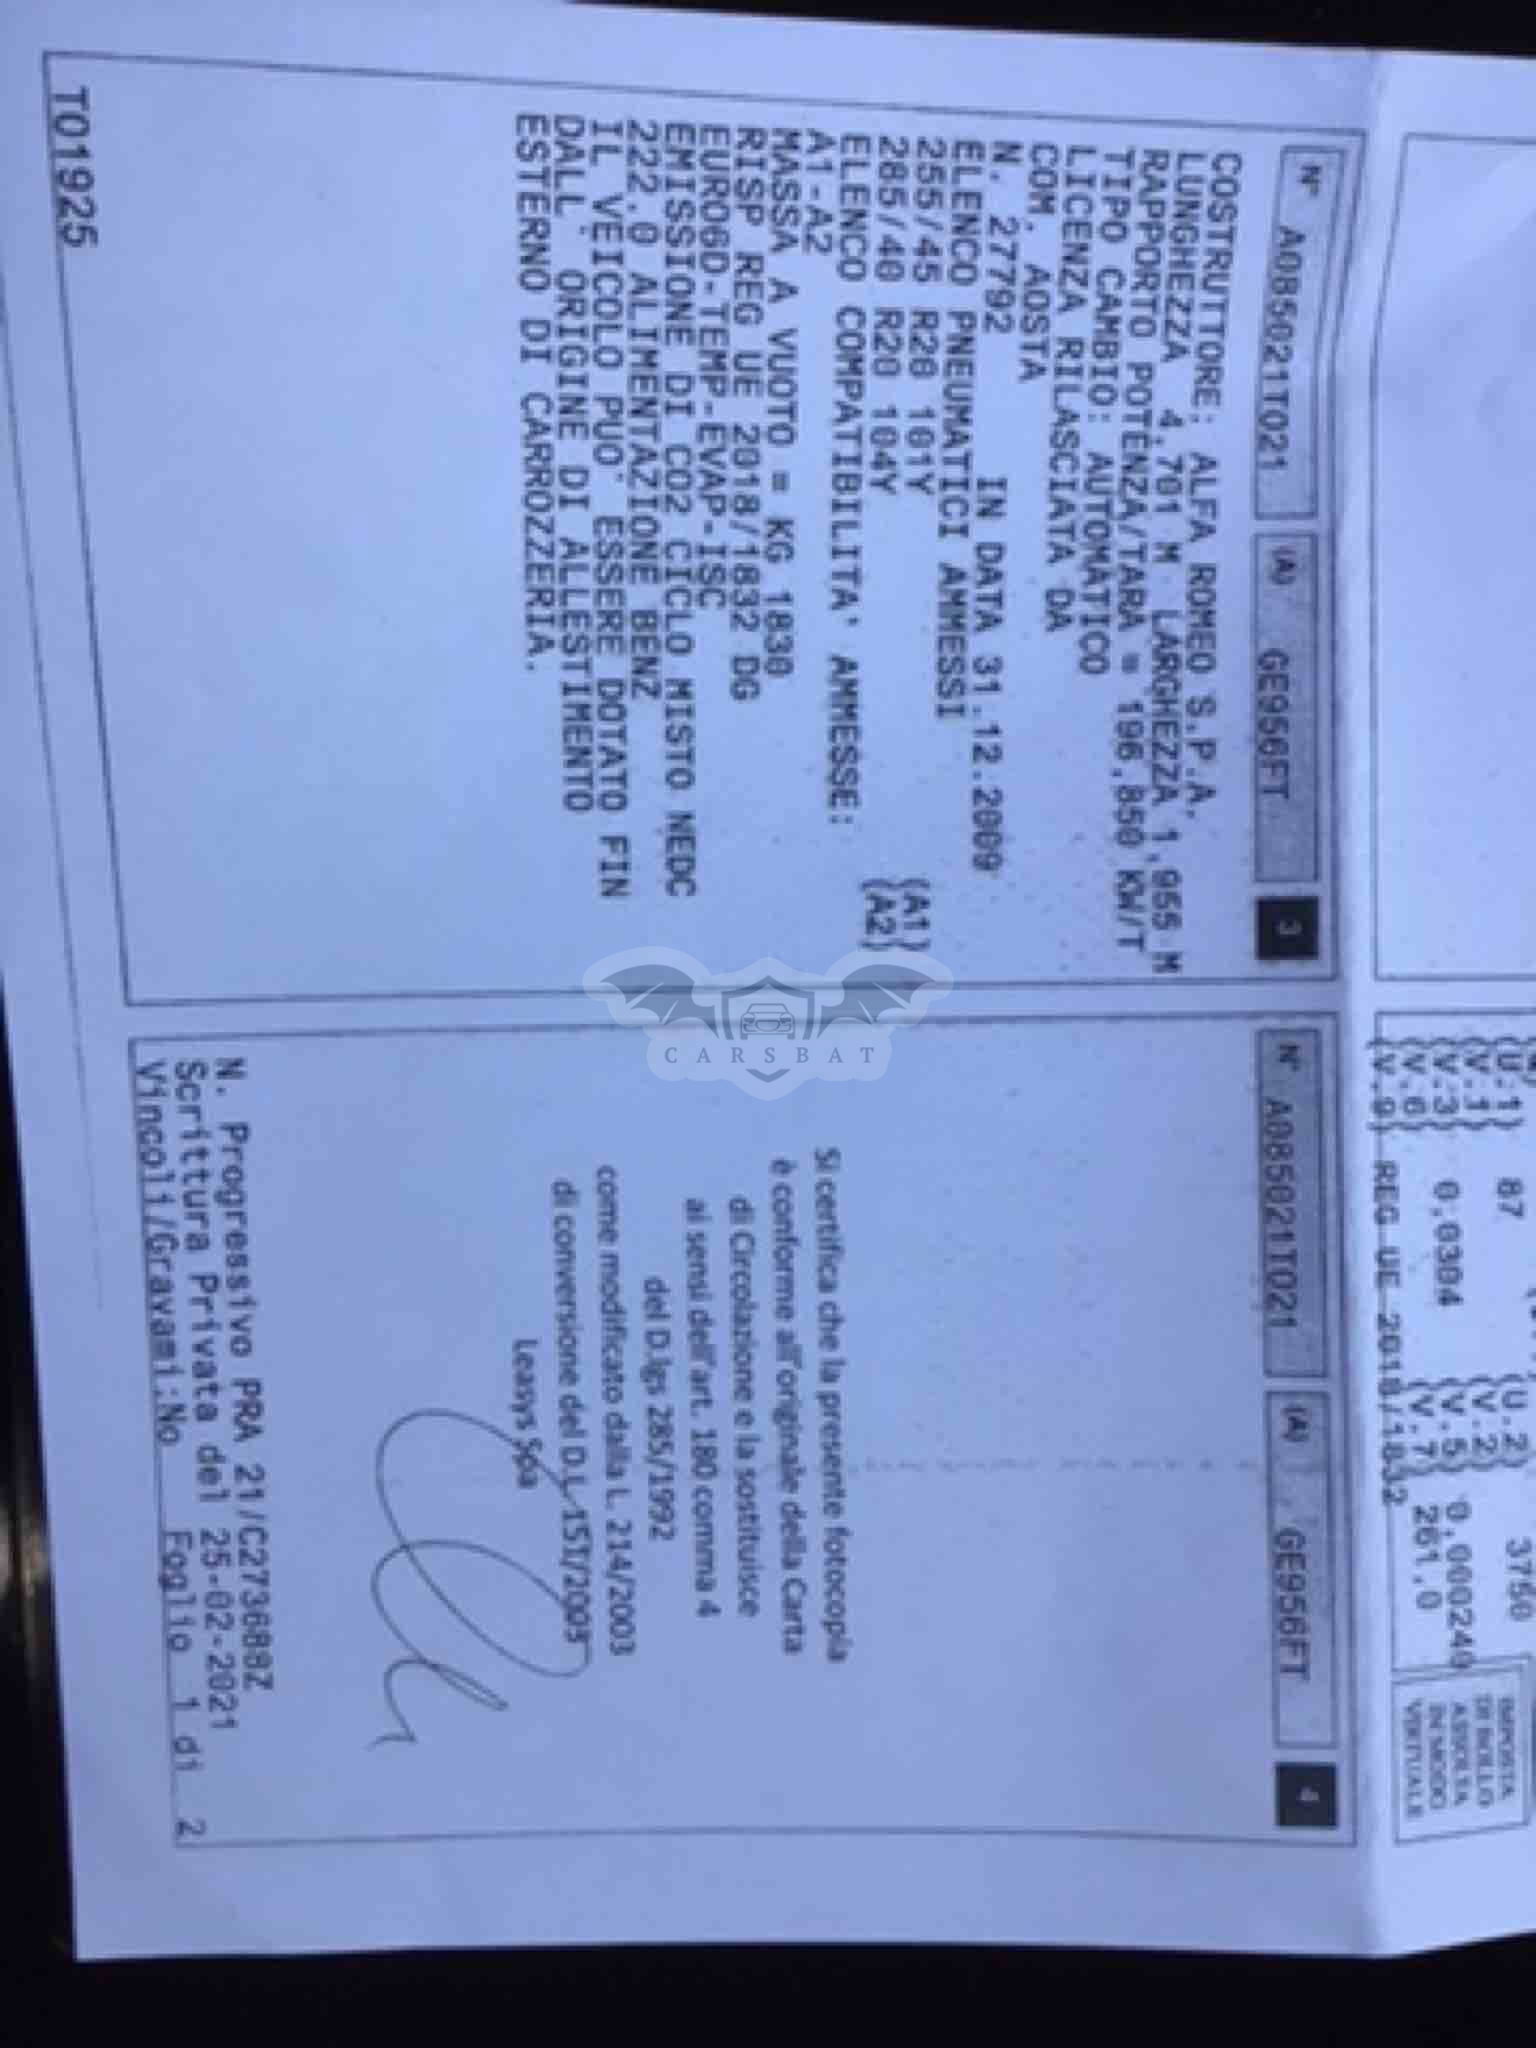 N° A085021T021 (A) GE956FT 3
COSTRUTTORE: ALFA ROMEO S.P.A.
LUNGHEZZA 4,701 M LARGHEZZA 1,955 M
RAPPORTO POTENZA/TARA = 196,850 KW/T
TIPO CAMBIO: AUTOMATICO
LICENZA RILASCIATA DA
COM. AOSTA
N. 27792 IN DATA 31.12.2009
ELENCO PNEUMATICI AMMESSI
255/45 R20 101Y (A1)
285/40 R20 104Y (A2)
ELENCO COMPATIBILITA' AMMESSE:
A1-A2
MASSA A VUOTO = KG 1830
RISP REG UE 2018/1832 DG
EURO6D-TEMP-EVAP-ISC
EMISSIONE DI CO2 CICLO MISTO NEDC
222.0 ALIMENTAZIONE BENZ
IL VEICOLO PUO' ESSERE DOTATO FIN
DALL' ORIGINE DI ALLESTIMENTO
ESTERNO DI CARROZZERIA.
T01925
(U.1) 87 (U.2) 3750
(V.1) (V.2)
(V.3) 0,0304 (V.5) 0,000240
(V.6) (V.7) 261,0
(V.9) REG UE 2018/1832
IMPOSTA
DI BOLLO
ASSOLTA
IN MODO
VIRTUALE
N° A085021T021 (A) GE956FT 4
Si certifica che la presente fotocopia
è conforme all'originale della Carta
di Circolazione e la sostituisce
ai sensi dell'art. 180 comma 4
del D.lgs 285/1992
come modificato dalla L 214/2003
di conversione del D.L 151/2003
Leasys Spa
N. Progressivo PRA 21/C273688Z
Scrittura Privata del 25-02-2021
Vincoli/Gravami:No Foglio 1 di 2
CARSBAT